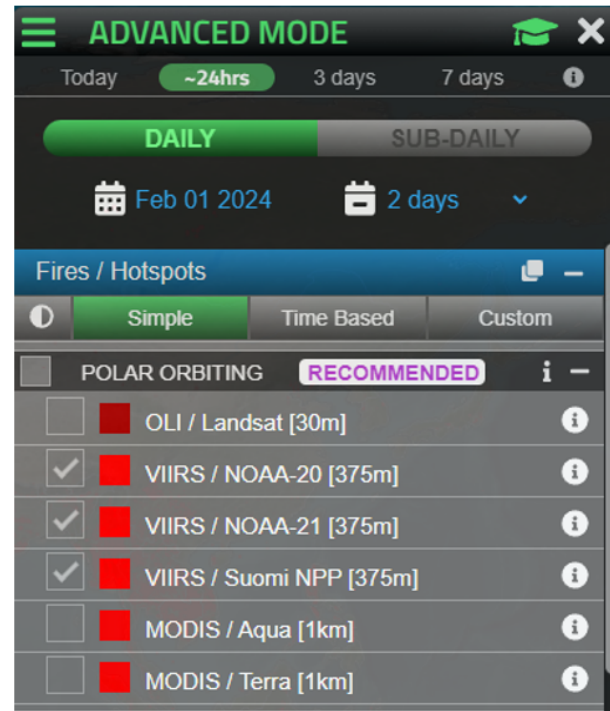 ADVANCED MODE
Today ~24hrs 3 days 7 days
DAILY SUB-DAILY
Feb 01 2024 2 days
Fires / Hotspots
Simple Time Based Custom
POLAR ORBITING RECOMMENDED
OLI / Landsat [30m]
VIIRS / NOAA-20 [375m]
VIIRS / NOAA-21 [375m]
VIIRS / Suomi NPP [375m]
MODIS / Aqua [1km]
MODIS / Terra [1km]